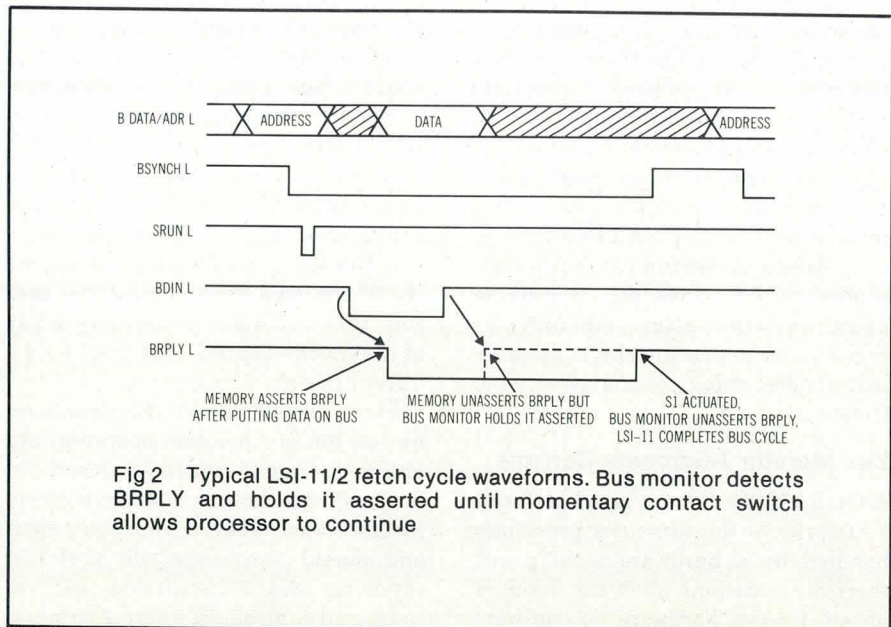 B DATA/ADR L
ADDRESS
DATA
ADDRESS
BSYNCH L
SRUN L
BDIN L
BRPLY L
MEMORY ASSERTS BRPLY
AFTER PUTTING DATA ON BUS
MEMORY UNASSERTS BRPLY BUT
BUS MONITOR HOLDS IT ASSERTED
S1 ACTUATED,
BUS MONITOR UNASSERTS BRPLY,
LSI-11 COMPLETES BUS CYCLE
Fig 2 Typical LSI-11/2 fetch cycle waveforms. Bus monitor detects
BRPLY and holds it asserted until momentary contact switch
allows processor to continue